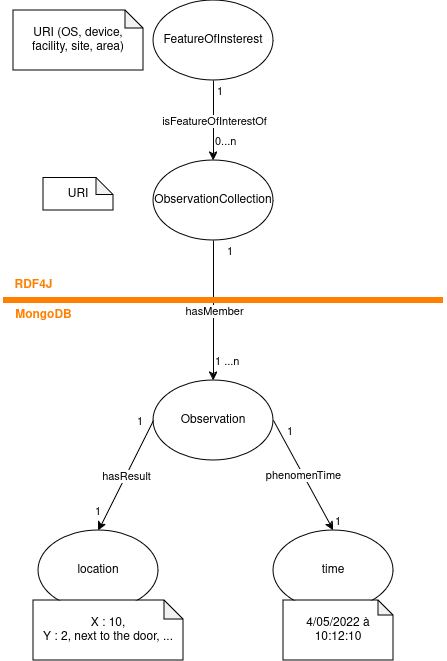 URI (OS, device,
facility, site, area)
FeatureOfInsterest
1
isFeatureOfInterestOf
0...n
URI
ObservationCollection
1
RDF4J
MongoDB
hasMember
1 ...n
Observation
1
1
hasResult
phenomenTime
1
1
location
time
X : 10,
Y : 2, next to the door, ...
4/05/2022 à
10:12:10